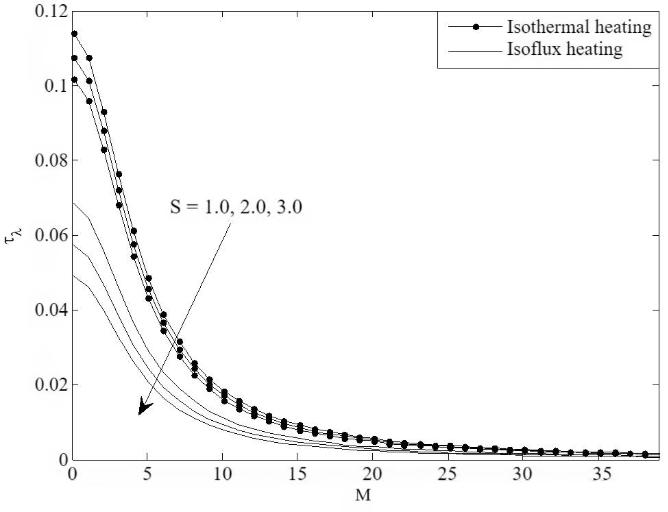 0.12
0.1
0.08
0.06
0.04
0.02
0
τλ
Isothermal heating
Isoflux heating
S = 1.0, 2.0, 3.0
0 5 10 15 20 25 30 35
M